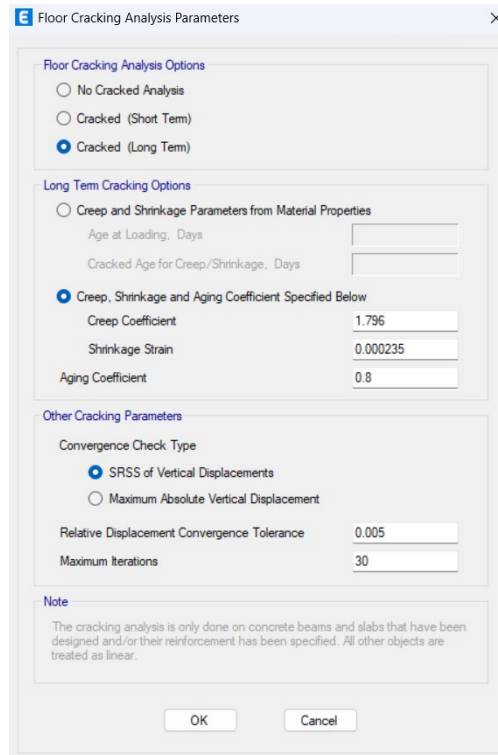 E Floor Cracking Analysis Parameters
Floor Cracking Analysis Options
No Cracked Analysis
Cracked (Short Term)
Cracked (Long Term)
Long Term Cracking Options
Creep and Shrinkage Parameters from Material Properties
Age at Loading, Days
Cracked Age for Creep/Shrinkage, Days
Creep, Shrinkage and Aging Coefficient Specified Below
Creep Coefficient 1.796
Shrinkage Strain 0.000235
Aging Coefficient 0.8
Other Cracking Parameters
Convergence Check Type
SRSS of Vertical Displacements
Maximum Absolute Vertical Displacement
Relative Displacement Convergence Tolerance 0.005
Maximum Iterations 30
Note
The cracking analysis is only done on concrete beams and slabs that have been
designed and/or their reinforcement has been specified. All other objects are
treated as linear.
OK Cancel